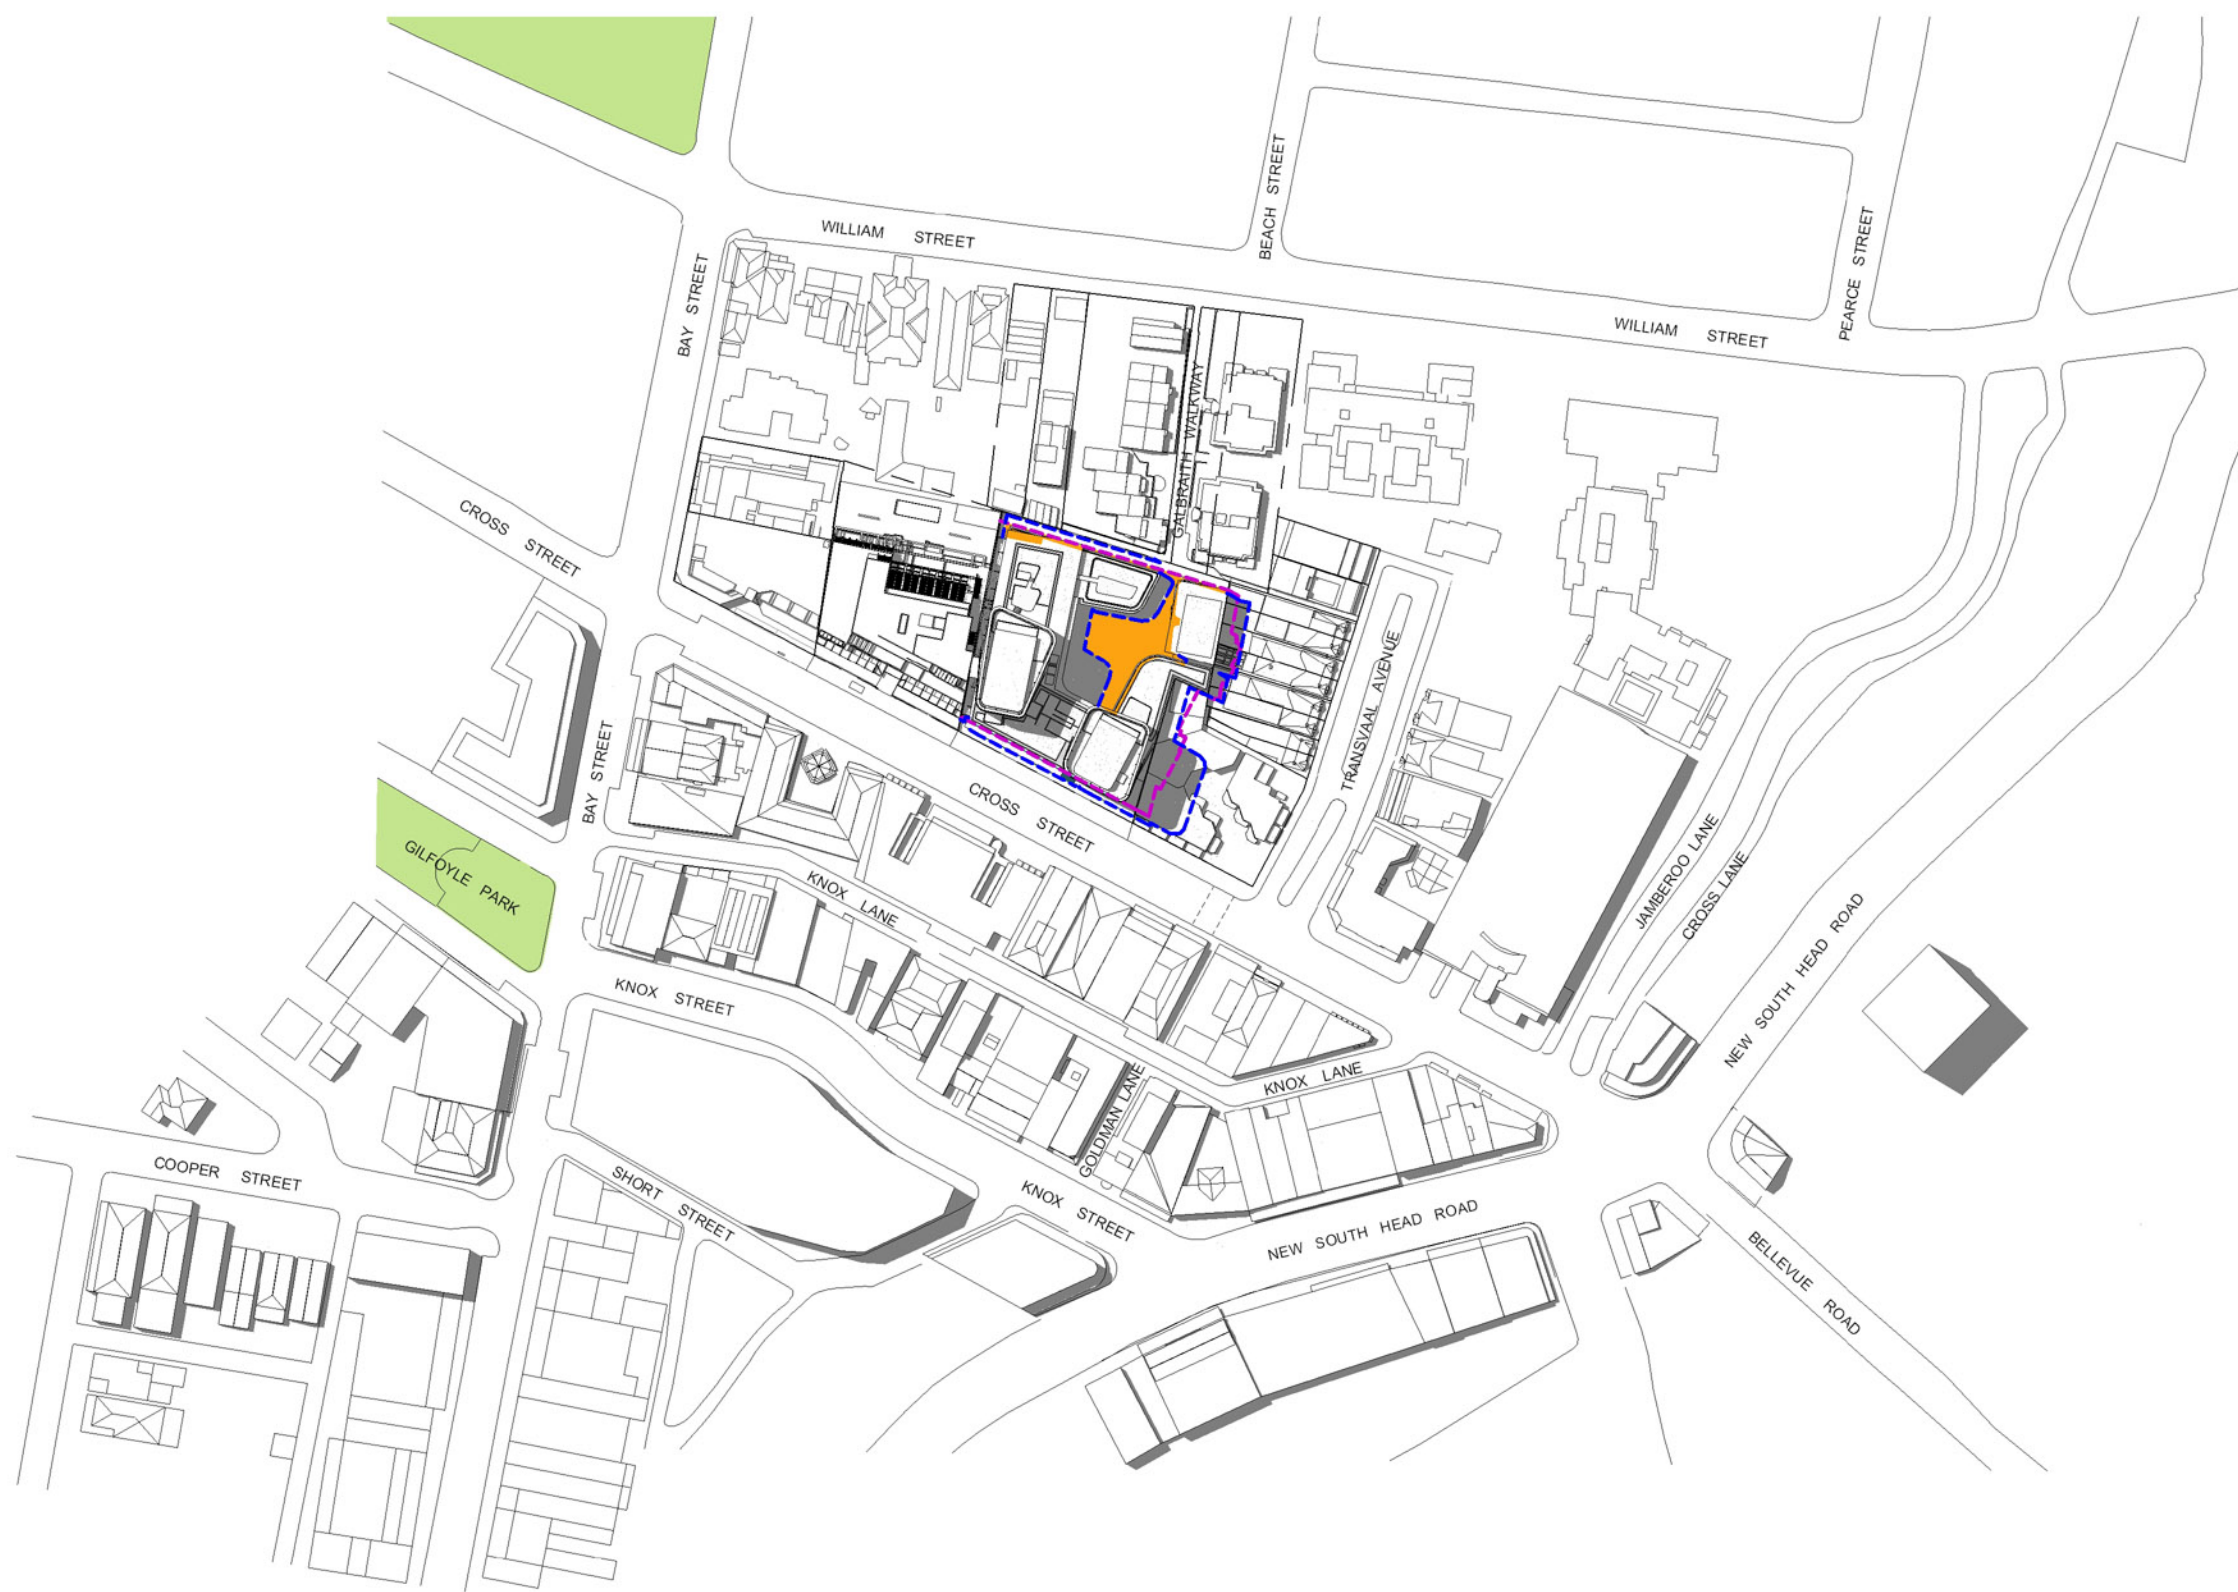 WILLIAM STREET
BEACH STREET
PEARCE STREET
BAY STREET
WILLIAM STREET
GALBRAITH WALKWAY
CROSS STREET
TRANSVAAL AVENUE
BAY STREET
CROSS STREET
GILFOYLE PARK
KNOX LANE
JAMBEROO LANE
CROSS LANE
NEW SOUTH HEAD ROAD
KNOX STREET
KNOX LANE
GOLDMAN LANE
COOPER STREET
SHORT STREET
KNOX STREET
NEW SOUTH HEAD ROAD
BELLEVUE ROAD